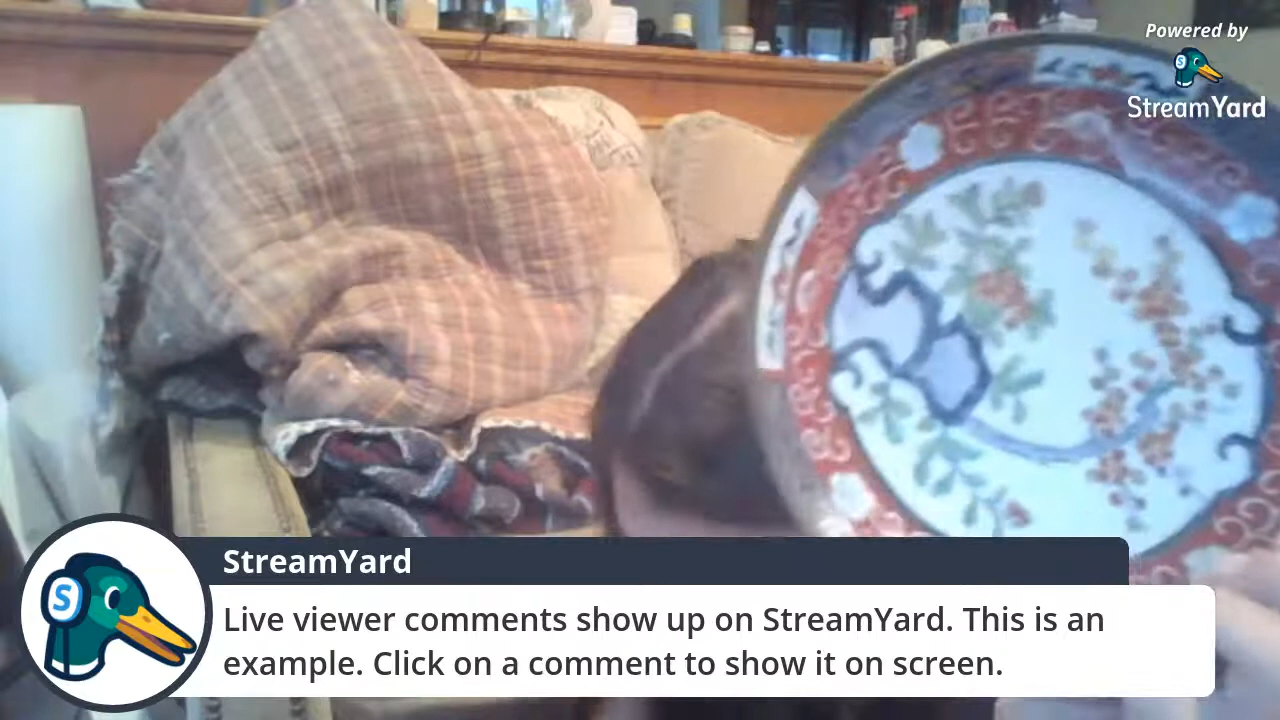 Powered by
StreamYard
StreamYard
Live viewer comments show up on StreamYard. This is an
example. Click on a comment to show it on screen.